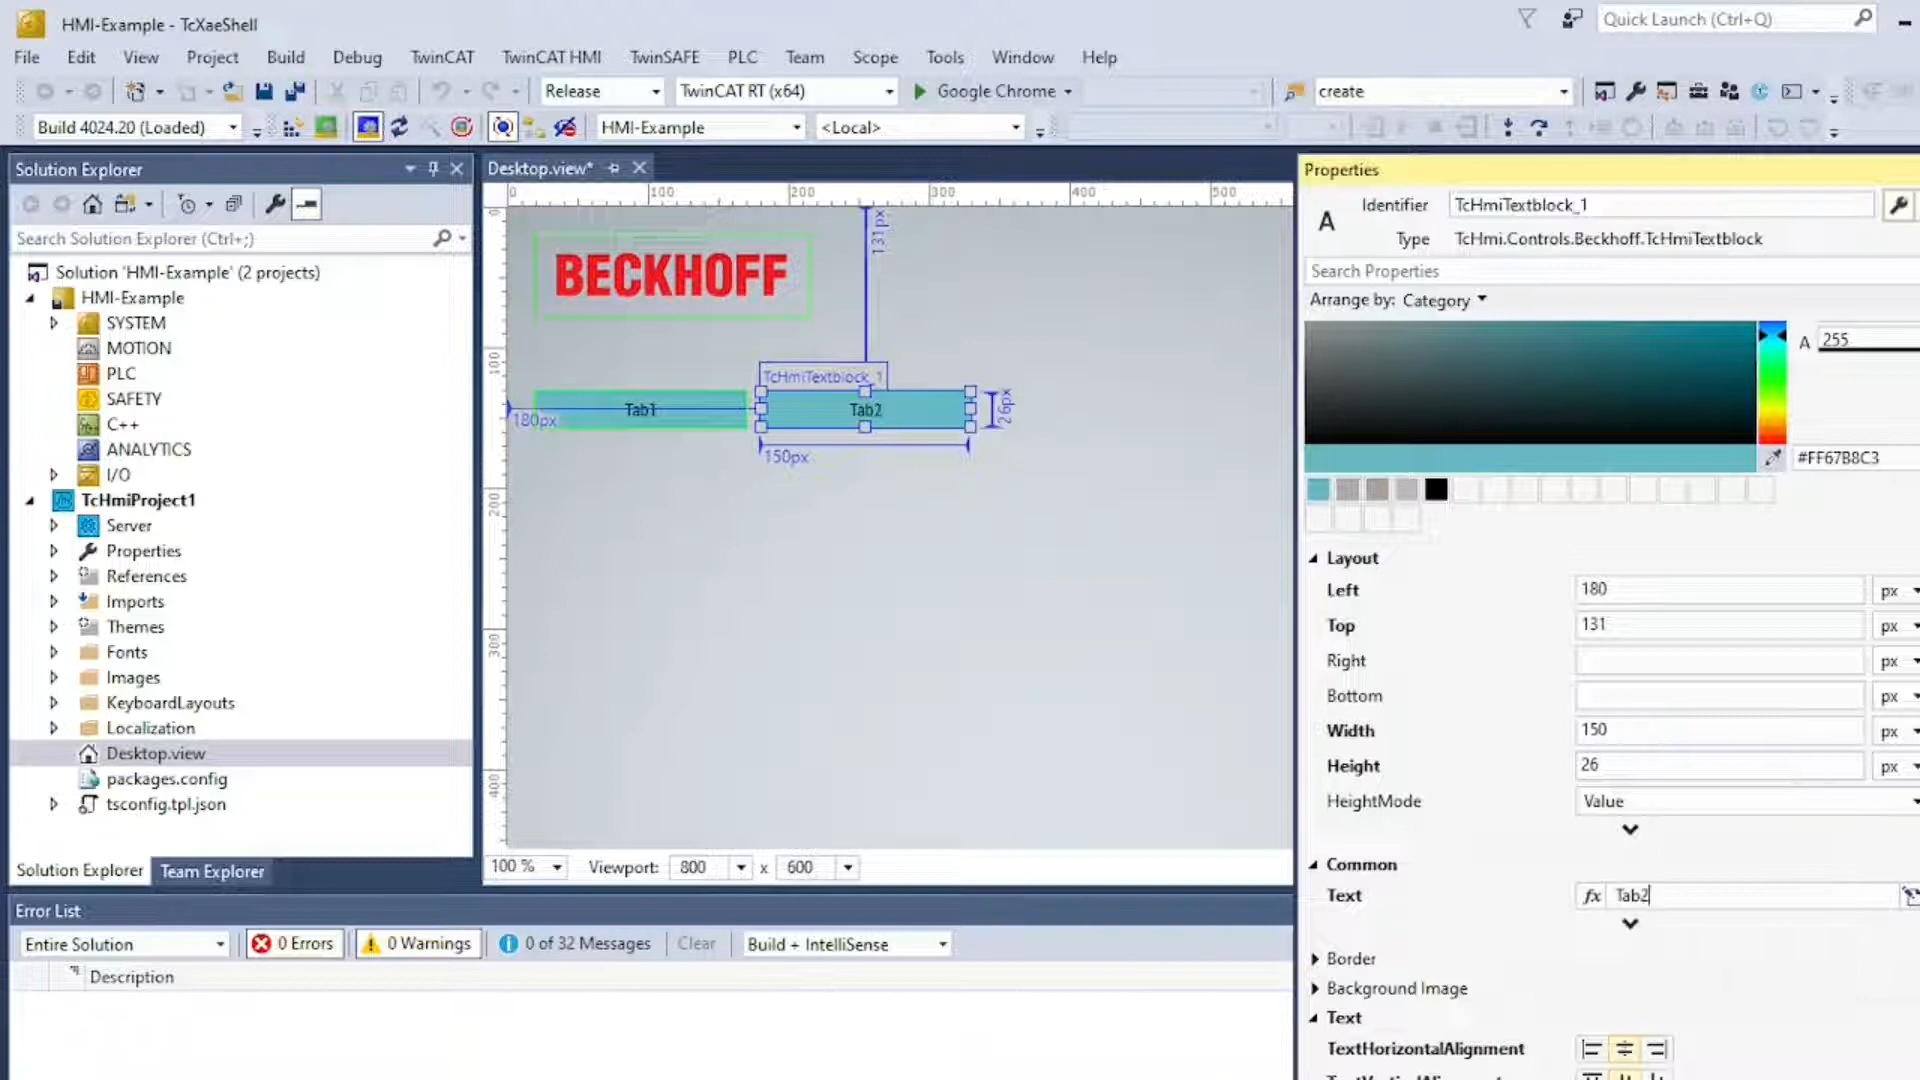 HMI-Example - TcXaeShell
Quick Launch (Ctrl+Q)
File Edit View Project Build Debug TwinCAT TwinCAT HMI TwinSAFE PLC Team Scope Tools Window Help
Release TwinCAT RT (x64) Google Chrome create
Build 4024.20 (Loaded) HMI-Example <Local>
Solution Explorer
Search Solution Explorer (Ctrl+;)
Solution 'HMI-Example' (2 projects)
HMI-Example
SYSTEM
MOTION
PLC
SAFETY
C++
ANALYTICS
I/O
TcHmiProject1
Server
Properties
References
Imports
Themes
Fonts
Images
KeyboardLayouts
Localization
Desktop.view
packages.config
tsconfig.tpl.json
Solution Explorer Team Explorer
Desktop.view*
0 100 200 300 400 500
0
100
200
300
400
BECKHOFF
131px
TcHmiTextblock_1
Tab1 Tab2
180px
26px
150px
100 % Viewport: 800 x 600
Properties
Identifier TcHmiTextblock_1
A
Type TcHmi.Controls.Beckhoff.TcHmiTextblock
Search Properties
Arrange by: Category
A 255
#FF67B8C3
Layout
Left 180 px
Top 131 px
Right px
Bottom px
Width 150 px
Height 26 px
HeightMode Value
Common
Text fx Tab2
Border
Background Image
Text
TextHorizontalAlignment
Error List
Entire Solution 0 Errors 0 Warnings 0 of 32 Messages Clear Build + IntelliSense
Description